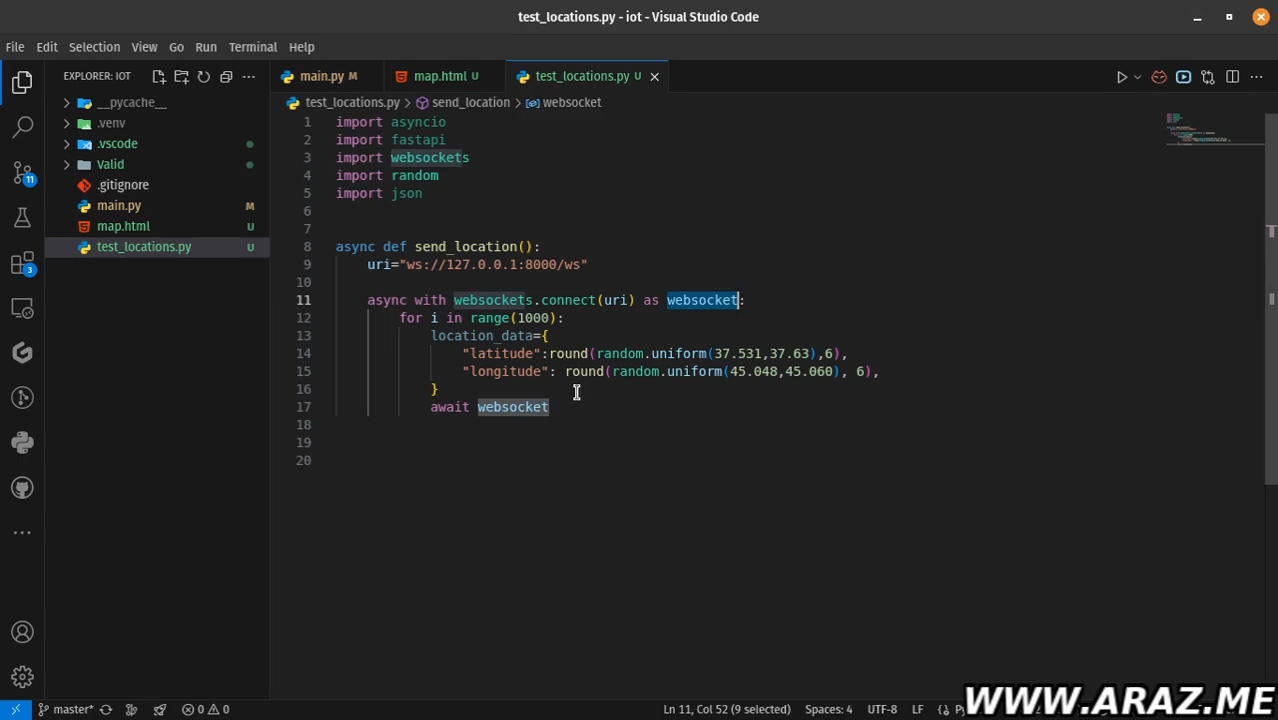 test_locations.py - iot - Visual Studio Code
File Edit Selection View Go Run Terminal Help
EXPLORER: IOT
main.py M
map.html U
test_locations.py U
test_locations.py > send_location > websocket
__pycache__
.venv
.vscode
Valid
.gitignore
main.py M
map.html U
test_locations.py U
11
3
1 import asyncio
2 import fastapi
3 import websockets
4 import random
5 import json
6
7
8 async def send_location():
9 uri="ws://127.0.0.1:8000/ws"
10
11 async with websockets.connect(uri) as websocket:
12 for i in range(1000):
13 location_data={
14 "latitude":round(random.uniform(37.531,37.63),6),
15 "longitude": round(random.uniform(45.048,45.060), 6),
16 }
17 await websocket
18
19
20
master* 0 0 Ln 11, Col 52 (9 selected) Spaces: 4 UTF-8 LF
WWW.ARAZ.ME